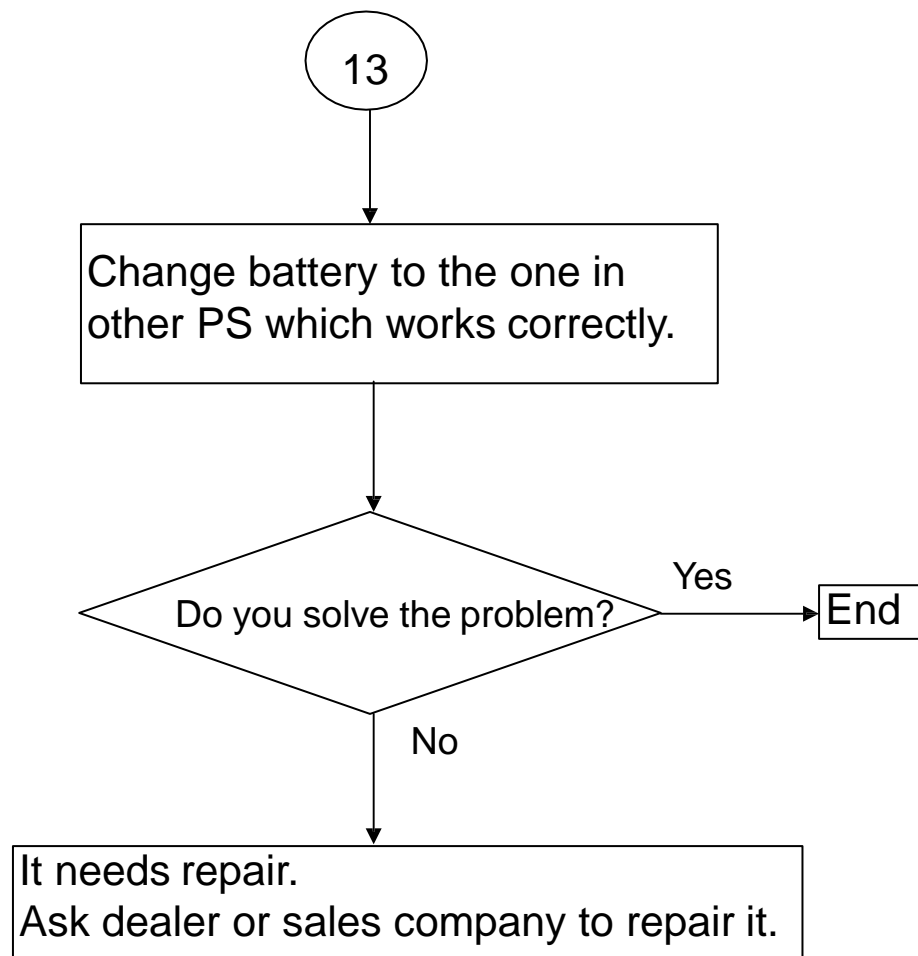 13
Change battery to the one in
other PS which works correctly.
Do you solve the problem?
Yes
End
No
It needs repair.
Ask dealer or sales company to repair it.